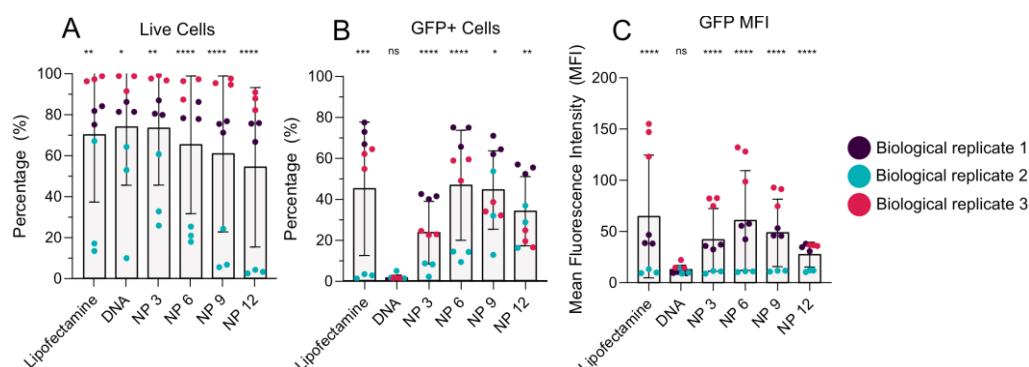 A
Live Cells
** * ** **** **** ****
Percentage (%)
100
80
60
40
20
0
Lipofectamine
DNA
NP 3
NP 6
NP 9
NP 12
B
GFP+ Cells
*** ns **** **** * **
Percentage (%)
100
80
60
40
20
0
Lipofectamine
DNA
NP 3
NP 6
NP 9
NP 12
C
GFP MFI
**** ns **** **** **** ****
Mean Fluorescence Intensity (MFI)
200
150
100
50
0
Lipofectamine
DNA
NP 3
NP 6
NP 9
NP 12
Biological replicate 1
Biological replicate 2
Biological replicate 3